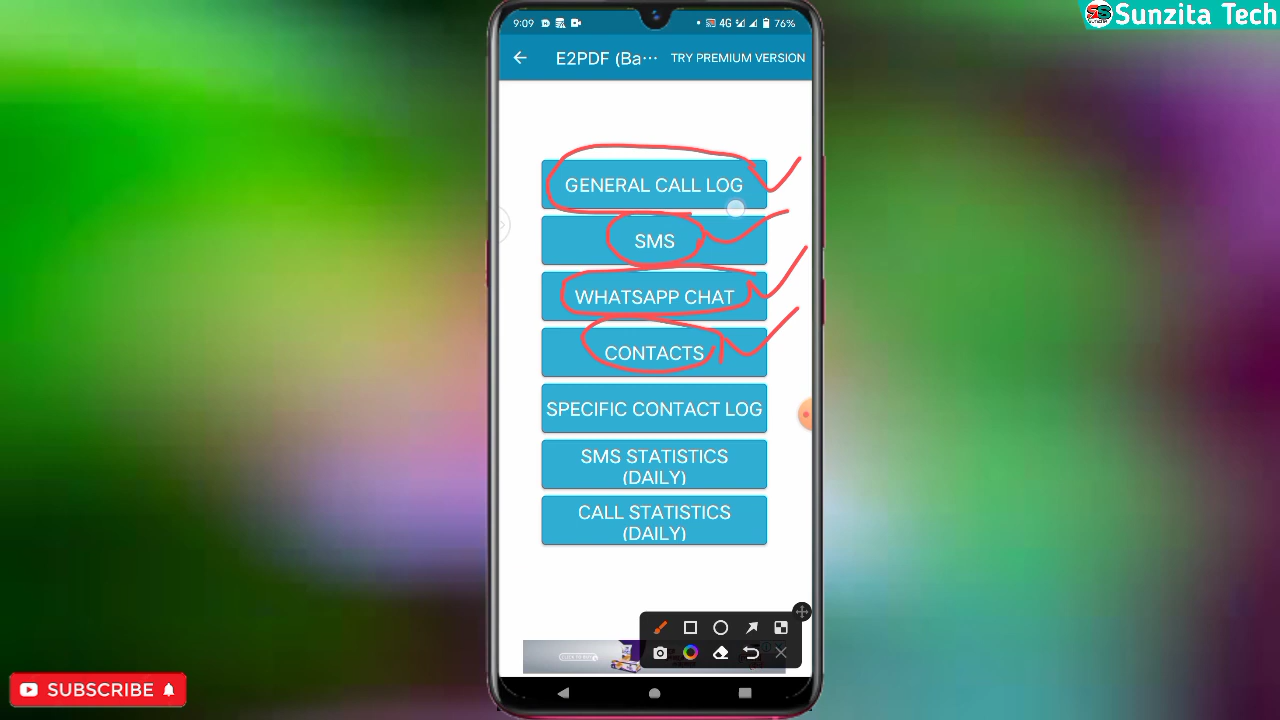 Sunzita Tech
9:09
4G
76%
E2PDF (Ba··· TRY PREMIUM VERSION
GENERAL CALL LOG
SMS
WHATSAPP CHAT
CONTACTS
SPECIFIC CONTACT LOG
SMS STATISTICS
(DAILY)
CALL STATISTICS
(DAILY)
SUBSCRIBE